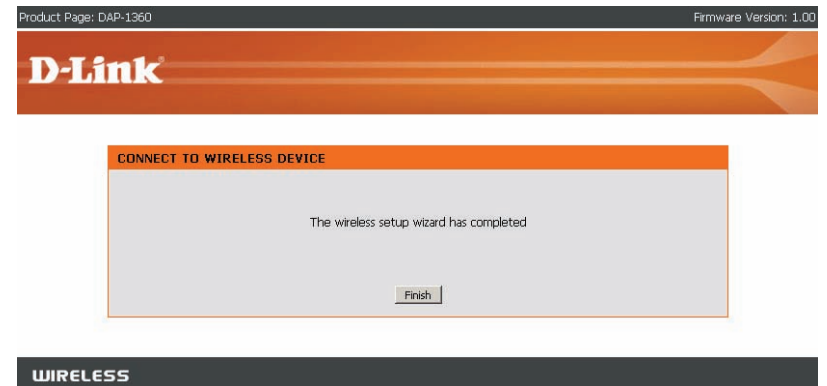 Product Page: DAP-1360 Firmware Version: 1.00
D-Link
CONNECT TO WIRELESS DEVICE
The wireless setup wizard has completed
Finish
WIRELESS